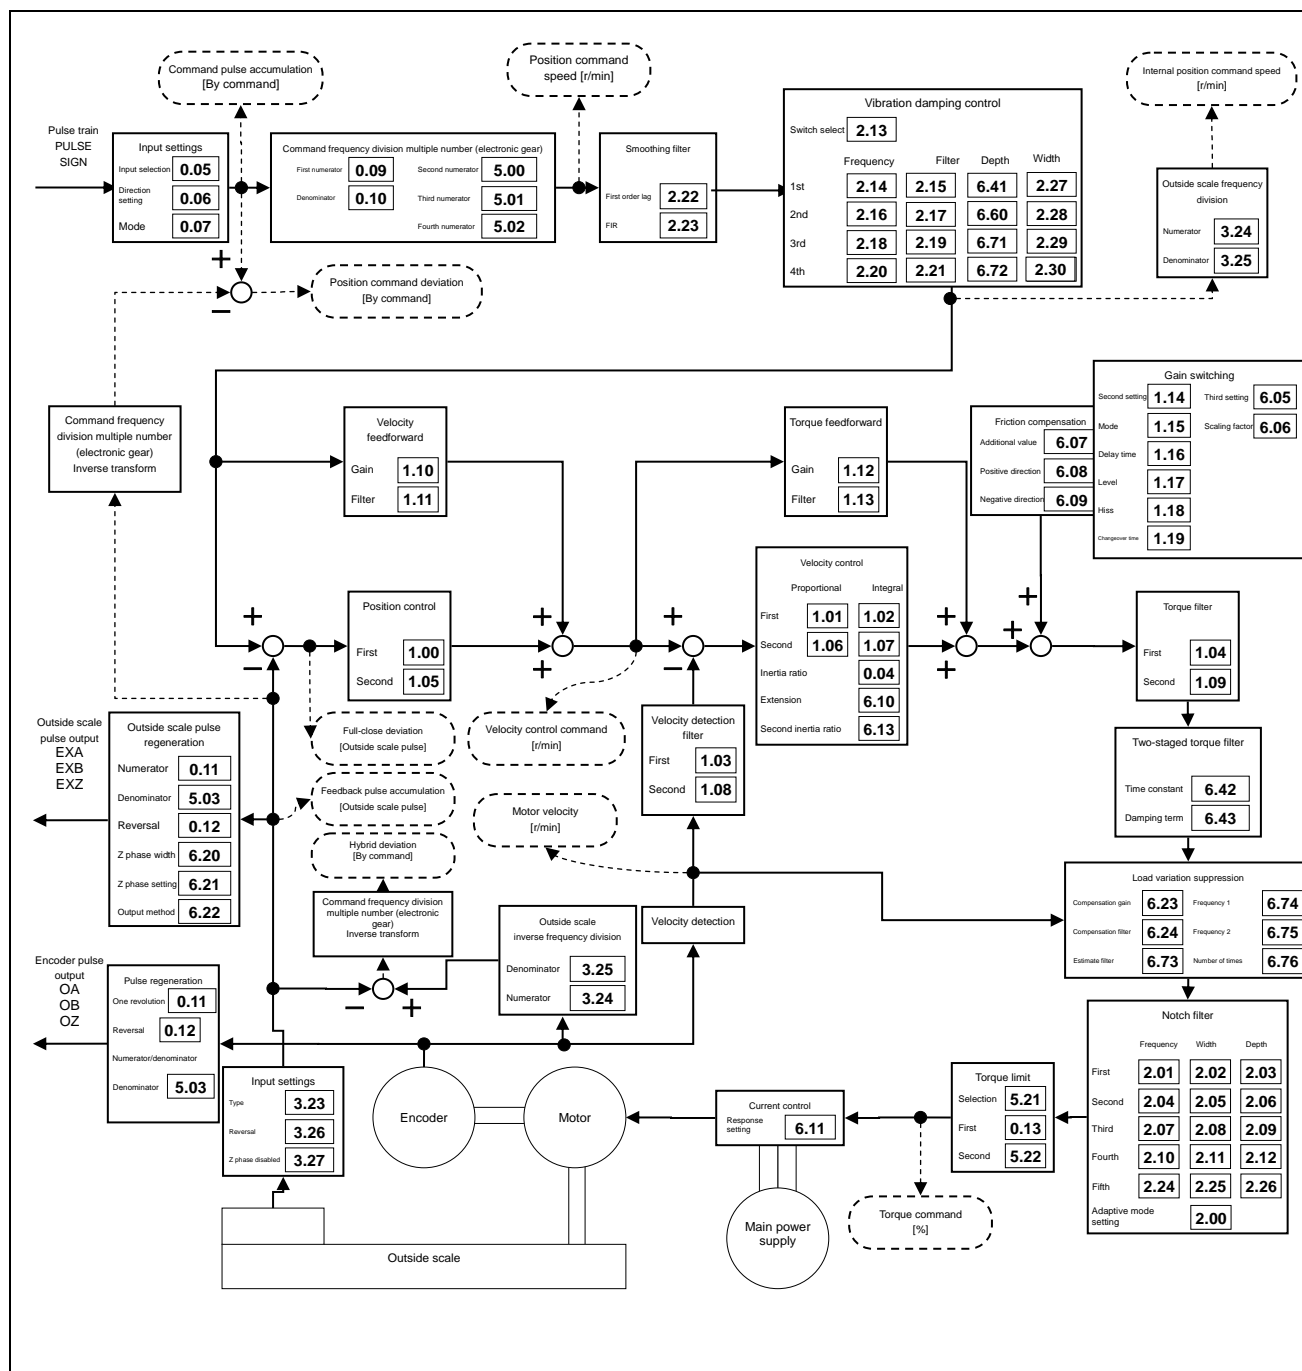 Command pulse accumulation
[By command]
Position command
speed [r/min]
Internal position command speed
[r/min]
Pulse train
PULSE
SIGN
Input settings
Input selection 0.05
Direction
setting 0.06
Mode 0.07
Command frequency division multiple number (electronic gear)
First numerator 0.09 Second numerator 5.00
Denominator 0.10 Third numerator 5.01
Fourth numerator 5.02
Smoothing filter
First order lag 2.22
FIR 2.23
Vibration damping control
Switch select 2.13
Frequency Filter Depth Width
1st 2.14 2.15 6.41 2.27
2nd 2.16 2.17 6.60 2.28
3rd 2.18 2.19 6.71 2.29
4th 2.20 2.21 6.72 2.30
Outside scale frequency
division
Numerator 3.24
Denominator 3.25
+
−
Position command deviation
[By command]
Command frequency
division multiple number
(electronic gear)
Inverse transform
Velocity
feedforward
Gain 1.10
Filter 1.11
Torque feedforward
Gain 1.12
Filter 1.13
Friction compensation
Additional value 6.07
Positive direction 6.08
Negative direction 6.09
Gain switching
Second setting 1.14 Third setting 6.05
Mode 1.15 Scaling factor 6.06
Delay time 1.16
Level 1.17
Hiss 1.18
Changeover time 1.19
+
−
Position control
First 1.00
Second 1.05
+
+
+
−
Velocity control
Proportional Integral
First 1.01 1.02
Second 1.06 1.07
Inertia ratio 0.04
Extension 6.10
Second inertia ratio 6.13
+
+
+
+
Torque filter
First 1.04
Second 1.09
Outside scale
pulse output
EXA
EXB
EXZ
Outside scale pulse
regeneration
Numerator 0.11
Denominator 5.03
Reversal 0.12
Z phase width 6.20
Z phase setting 6.21
Output method 6.22
Full-close deviation
[Outside scale pulse]
Velocity control command
[r/min]
Velocity detection
filter
First 1.03
Second 1.08
Two-staged torque filter
Time constant 6.42
Damping term 6.43
Feedback pulse accumulation
[Outside scale pulse]
Motor velocity
[r/min]
Hybrid deviation
[By command]
Command frequency division
multiple number (electronic
gear)
Inverse transform
Outside scale
inverse frequency division
Denominator 3.25
Numerator 3.24
Velocity detection
Load variation suppression
Compensation gain 6.23 Frequency 1 6.74
Compensation filter 6.24 Frequency 2 6.75
Estimate filter 6.73 Number of times 6.76
−
+
Encoder pulse
output
OA
OB
OZ
Pulse regeneration
One revolution 0.11
Reversal 0.12
Numerator/denominator
Denominator 5.03
Input settings
Type 3.23
Reversal 3.26
Z phase disabled 3.27
Encoder
Motor
Current control
Response
setting 6.11
Torque limit
Selection 5.21
First 0.13
Second 5.22
Notch filter
Frequency Width Depth
First 2.01 2.02 2.03
Second 2.04 2.05 2.06
Third 2.07 2.08 2.09
Fourth 2.10 2.11 2.12
Fifth 2.24 2.25 2.26
Adaptive mode
setting 2.00
Main power
supply
Torque command
[%]
Outside scale